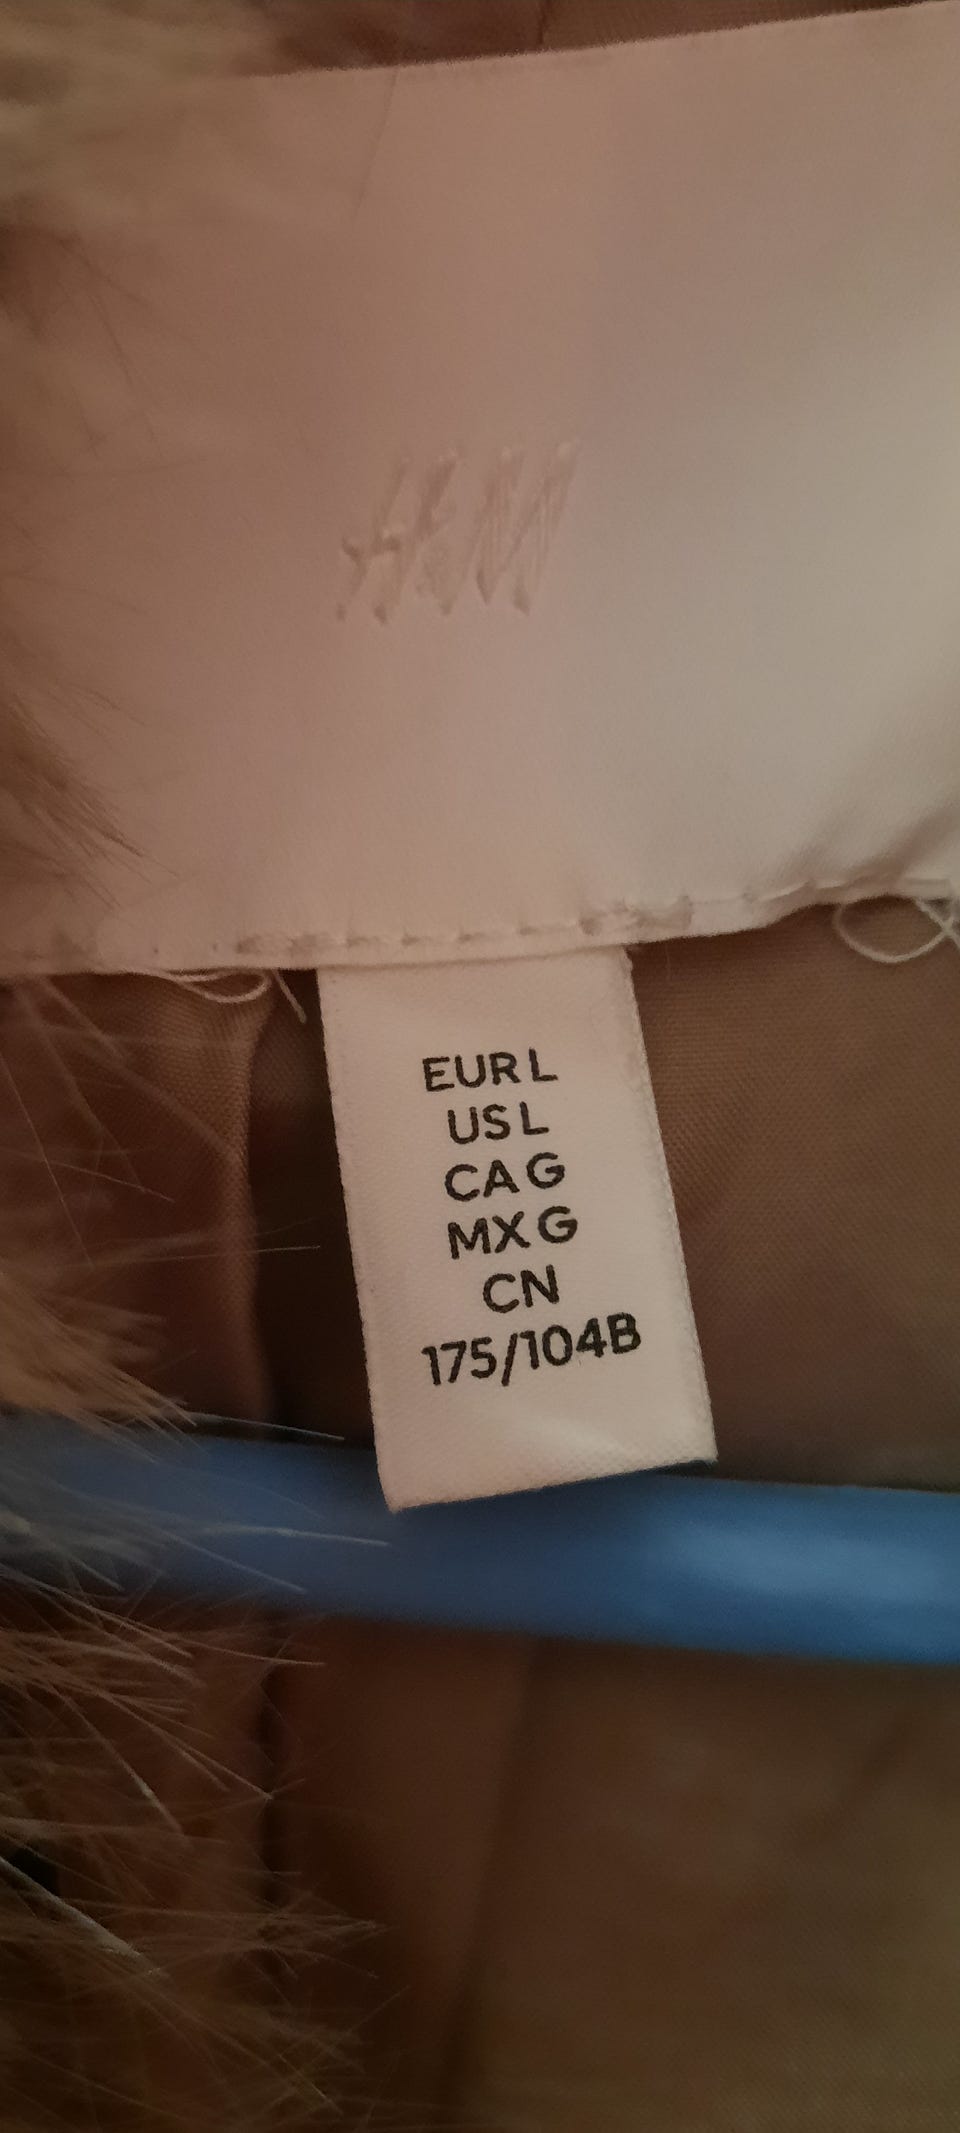 H&M
EUR L
US L
CA G
MX G
CN
175/104B